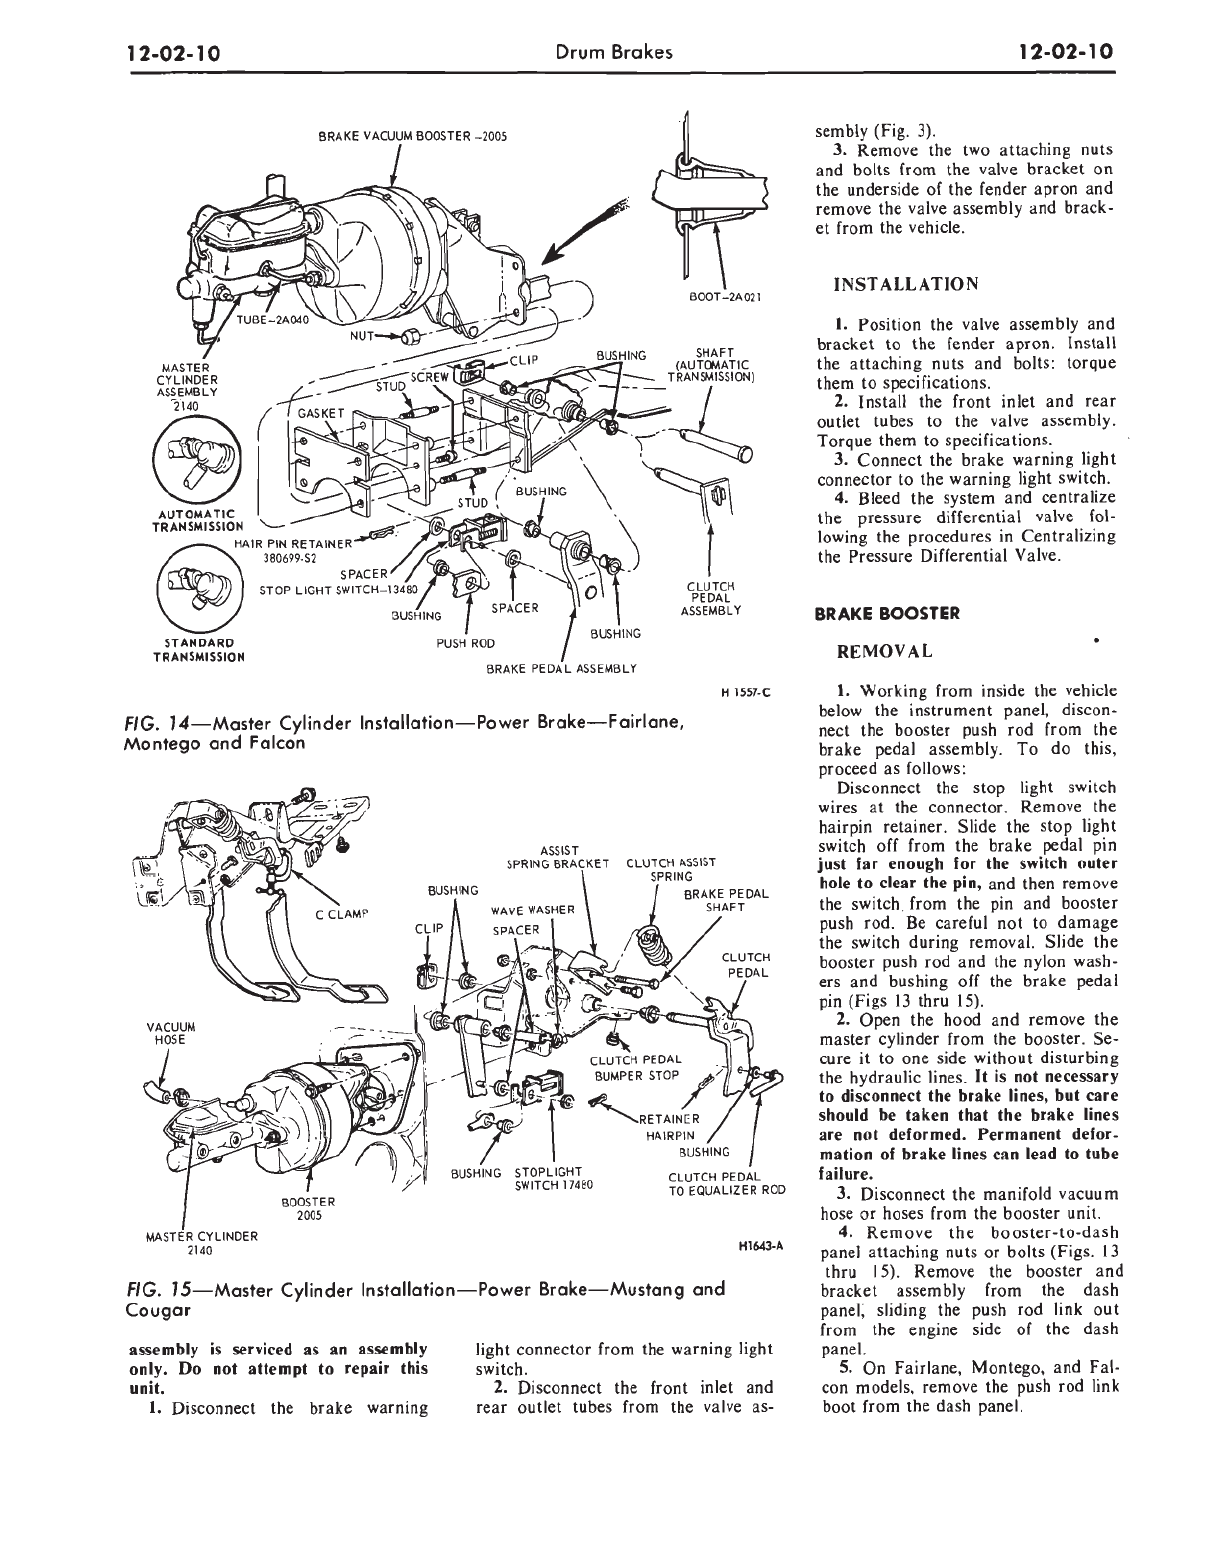 12-02-10
Drum Brakes
12-02-10
BRAKE VACUUM BOOSTER -2005
BOOT-2A021
TUBE-2A040
NUT
MASTER
CYLINDER
ASSEMBLY
2140
CLIP
BUSHING
SHAFT
(AUTOMATIC
TRANSMISSION)
SCREW
STUD
GASKET
AUTOMATIC
TRANSMISSION
STUD
BUSHING
HAIR PIN RETAINER
380699-S2
SPACER
STOP LIGHT SWITCH-13480
BUSHING
SPACER
PUSH ROD
BUSHING
CLUTCH
PEDAL
ASSEMBLY
STANDARD
TRANSMISSION
BRAKE PEDAL ASSEMBLY
H 1557-C
FIG. 14—Master Cylinder Installation—Power Brake—Fairlane,
Montego and Falcon
C CLAMP
ASSIST
SPRING BRACKET
CLUTCH ASSIST
SPRING
BUSHING
BRAKE PEDAL
SHAFT
WAVE WASHER
CLIP
SPACER
CLUTCH
PEDAL
VACUUM
HOSE
CLUTCH PEDAL
BUMPER STOP
RETAINER
HAIRPIN
BUSHING
BUSHING
STOPLIGHT
SWITCH 17480
CLUTCH PEDAL
TO EQUALIZER ROD
BOOSTER
2005
MASTER CYLINDER
2140
H1643-A
FIG. 15—Master Cylinder Installation—Power Brake—Mustang and
Cougar
assembly is serviced as an assembly
only. Do not attempt to repair this
unit.
1. Disconnect the brake warning
light connector from the warning light
switch.
2. Disconnect the front inlet and
rear outlet tubes from the valve as-
sembly (Fig. 3).
3. Remove the two attaching nuts
and bolts from the valve bracket on
the underside of the fender apron and
remove the valve assembly and brack-
et from the vehicle.
INSTALLATION
1. Position the valve assembly and
bracket to the fender apron. Install
the attaching nuts and bolts: torque
them to specifications.
2. Install the front inlet and rear
outlet tubes to the valve assembly.
Torque them to specifications.
3. Connect the brake warning light
connector to the warning light switch.
4. Bleed the system and centralize
the pressure differential valve fol-
lowing the procedures in Centralizing
the Pressure Differential Valve.
BRAKE BOOSTER
REMOVAL
1. Working from inside the vehicle
below the instrument panel, discon-
nect the booster push rod from the
brake pedal assembly. To do this,
proceed as follows:
Disconnect the stop light switch
wires at the connector. Remove the
hairpin retainer. Slide the stop light
switch off from the brake pedal pin
just far enough for the switch outer
hole to clear the pin, and then remove
the switch from the pin and booster
push rod. Be careful not to damage
the switch during removal. Slide the
booster push rod and the nylon wash-
ers and bushing off the brake pedal
pin (Figs 13 thru 15).
2. Open the hood and remove the
master cylinder from the booster. Se-
cure it to one side without disturbing
the hydraulic lines. It is not necessary
to disconnect the brake lines, but care
should be taken that the brake lines
are not deformed. Permanent defor-
mation of brake lines can lead to tube
failure.
3. Disconnect the manifold vacuum
hose or hoses from the booster unit.
4. Remove the booster-to-dash
panel attaching nuts or bolts (Figs. 13
thru 15). Remove the booster and
bracket assembly from the dash
panel, sliding the push rod link out
from the engine side of the dash
panel.
5. On Fairlane, Montego, and Fal-
con models, remove the push rod link
boot from the dash panel.